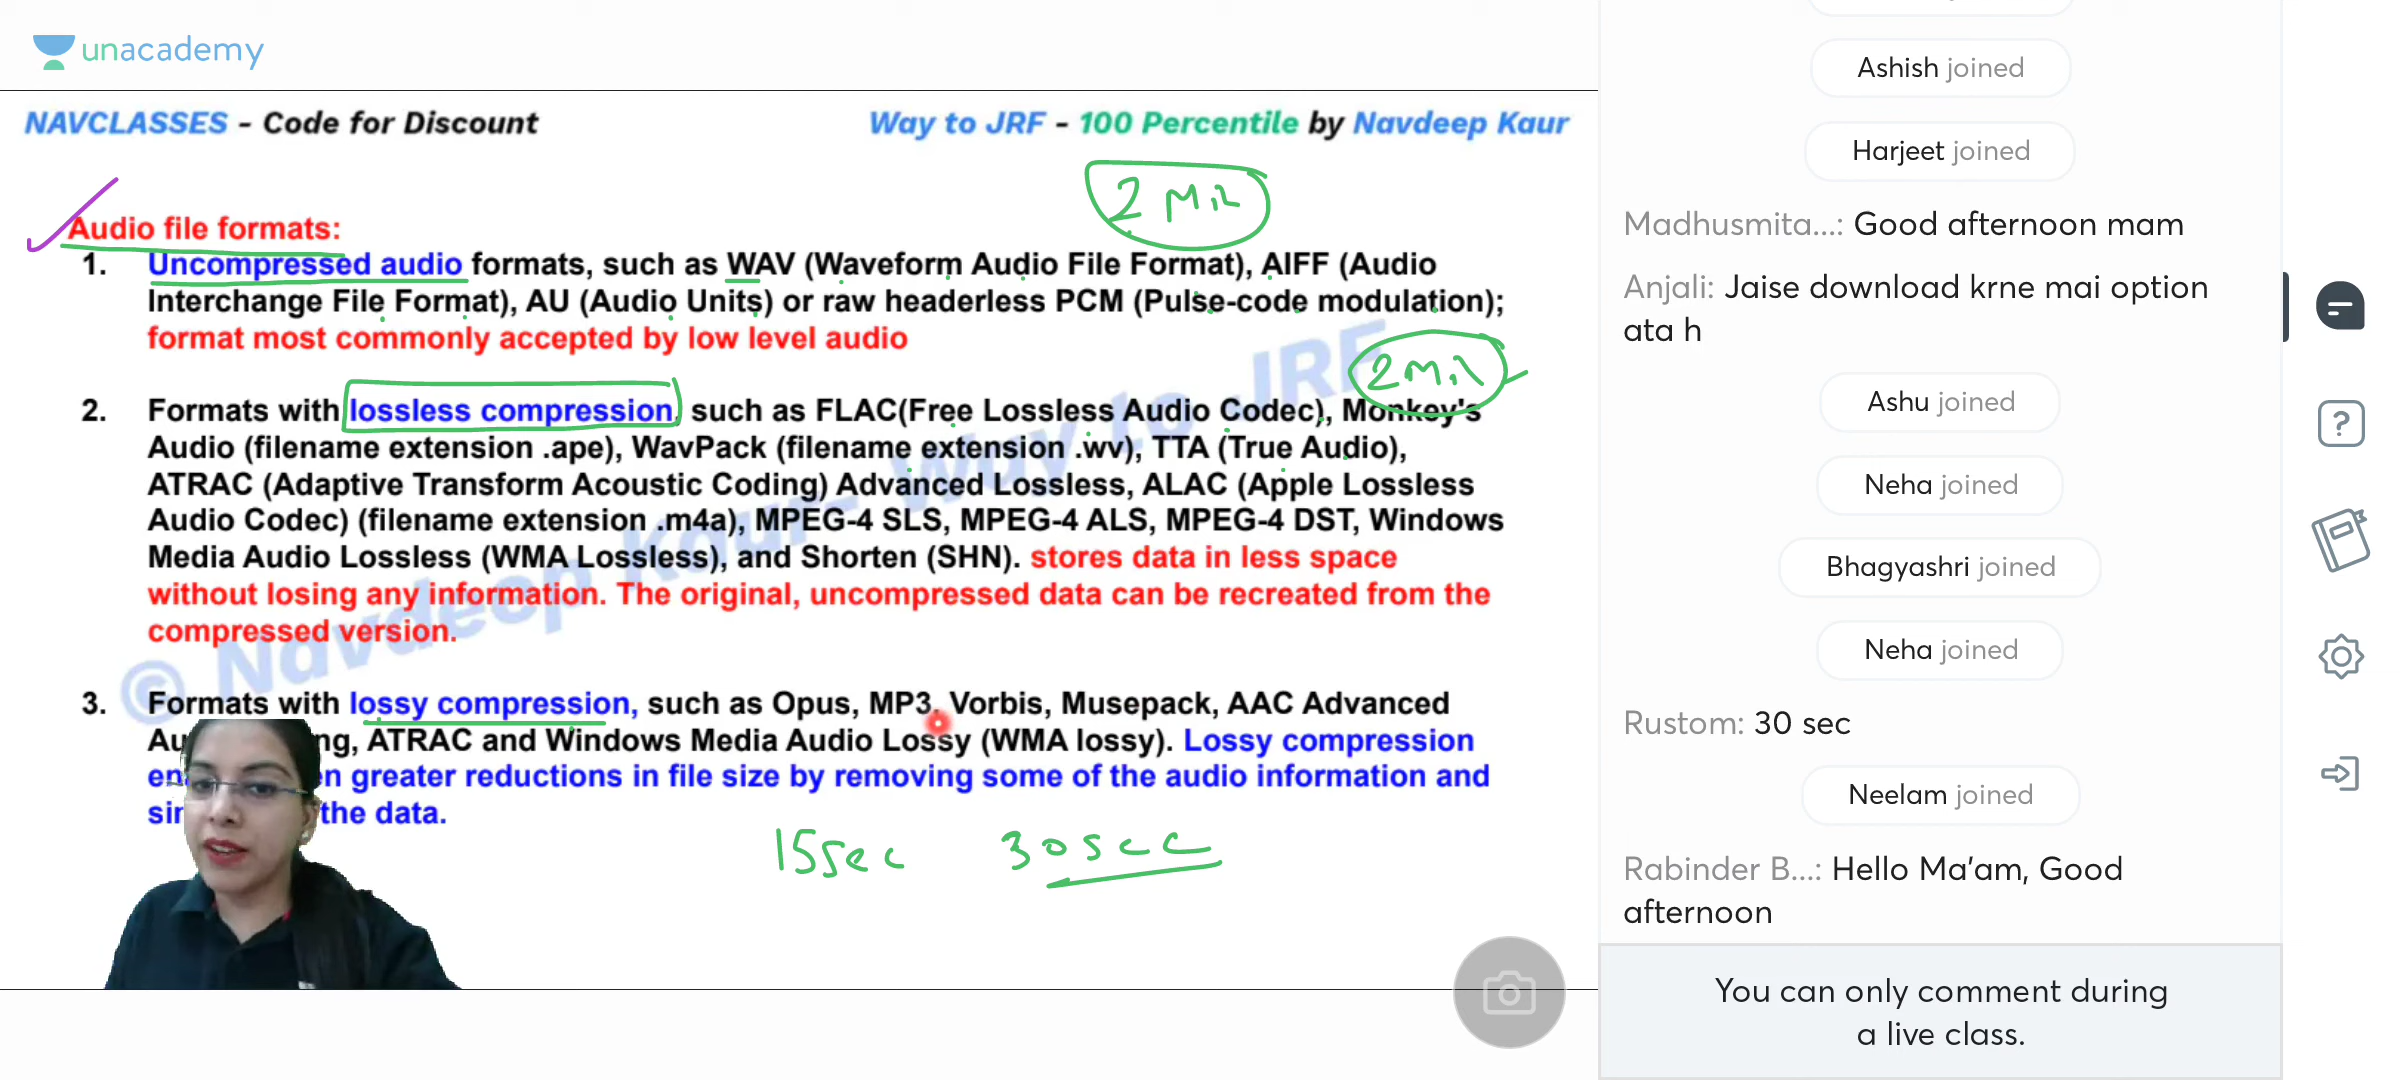 unacademy
NAVCLASSES - Code for Discount
Way to JRF - 100 Percentile by Navdeep Kaur
2 Min
Audio file formats:
1. Uncompressed audio formats, such as WAV (Waveform Audio File Format), AIFF (Audio
Interchange File Format), AU (Audio Units) or raw headerless PCM (Pulse-code modulation);
format most commonly accepted by low level audio
2 Min
2. Formats with lossless compression, such as FLAC(Free Lossless Audio Codec), Monkey's
Audio (filename extension .ape), WavPack (filename extension .wv), TTA (True Audio),
ATRAC (Adaptive Transform Acoustic Coding) Advanced Lossless, ALAC (Apple Lossless
Audio Codec) (filename extension .m4a), MPEG-4 SLS, MPEG-4 ALS, MPEG-4 DST, Windows
Media Audio Lossless (WMA Lossless), and Shorten (SHN). stores data in less space
without losing any information. The original, uncompressed data can be recreated from the
compressed version.
© Navdeep Kaur- Way to JRF
3. Formats with lossy compression, such as Opus, MP3, Vorbis, Musepack, AAC Advanced
ng, ATRAC and Windows Media Audio Lossy (WMA lossy). Lossy compression
greater reductions in file size by removing some of the audio information and
the data.
15sec 30sec
Ashish joined
Harjeet joined
Madhusmita...: Good afternoon mam
Anjali: Jaise download krne mai option
ata h
Ashu joined
Neha joined
Bhagyashri joined
Neha joined
Rustom: 30 sec
Neelam joined
Rabinder B...: Hello Ma'am, Good
afternoon
You can only comment during
a live class.